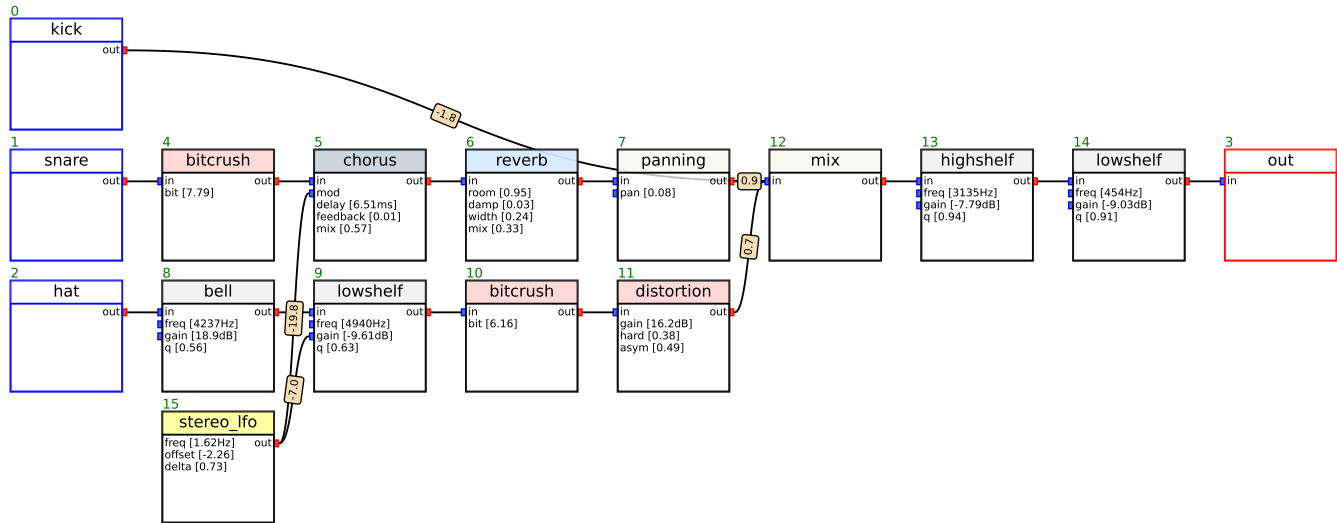 0
kick
out
-1.8
1
snare
out
4
bitcrush
in out
bit [7.79]
5
chorus
in out
mod
delay [6.51ms]
feedback [0.01]
mix [0.57]
6
reverb
in out
room [0.95]
damp [0.03]
width [0.24]
mix [0.33]
7
panning
in out
pan [0.08]
0.9
12
mix
in out
13
highshelf
in out
freq [3135Hz]
gain [-7.79dB]
q [0.94]
14
lowshelf
in out
freq [454Hz]
gain [-9.03dB]
q [0.91]
3
out
in
2
hat
out
8
bell
in out
freq [4237Hz]
gain [18.9dB]
q [0.56]
-19.8
9
lowshelf
in out
freq [4940Hz]
gain [-9.61dB]
q [0.63]
10
bitcrush
in out
bit [6.16]
11
distortion
in out
gain [16.2dB]
hard [0.38]
asym [0.49]
0.7
-7.0
15
stereo_lfo
freq [1.62Hz] out
offset [-2.26]
delta [0.73]